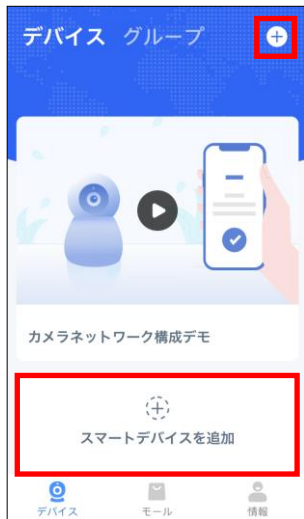 デバイス グループ
カメラネットワーク構成デモ
スマートデバイスを追加
デバイス モール 情報